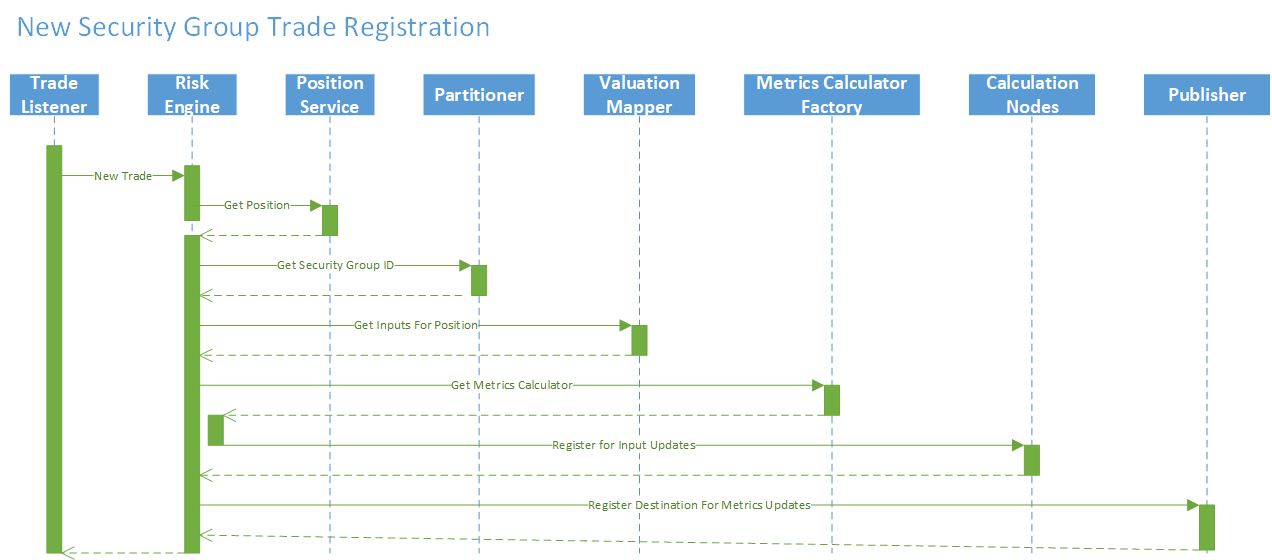 New Security Group Trade Registration
Trade
Listener
Risk
Engine
Position
Service
Partitioner
Valuation
Mapper
Metrics Calculator
Factory
Calculation
Nodes
Publisher
New Trade
Get Position
Get Security Group ID
Get Inputs For Position
Get Metrics Calculator
Register for Input Updates
Register Destination For Metrics Updates